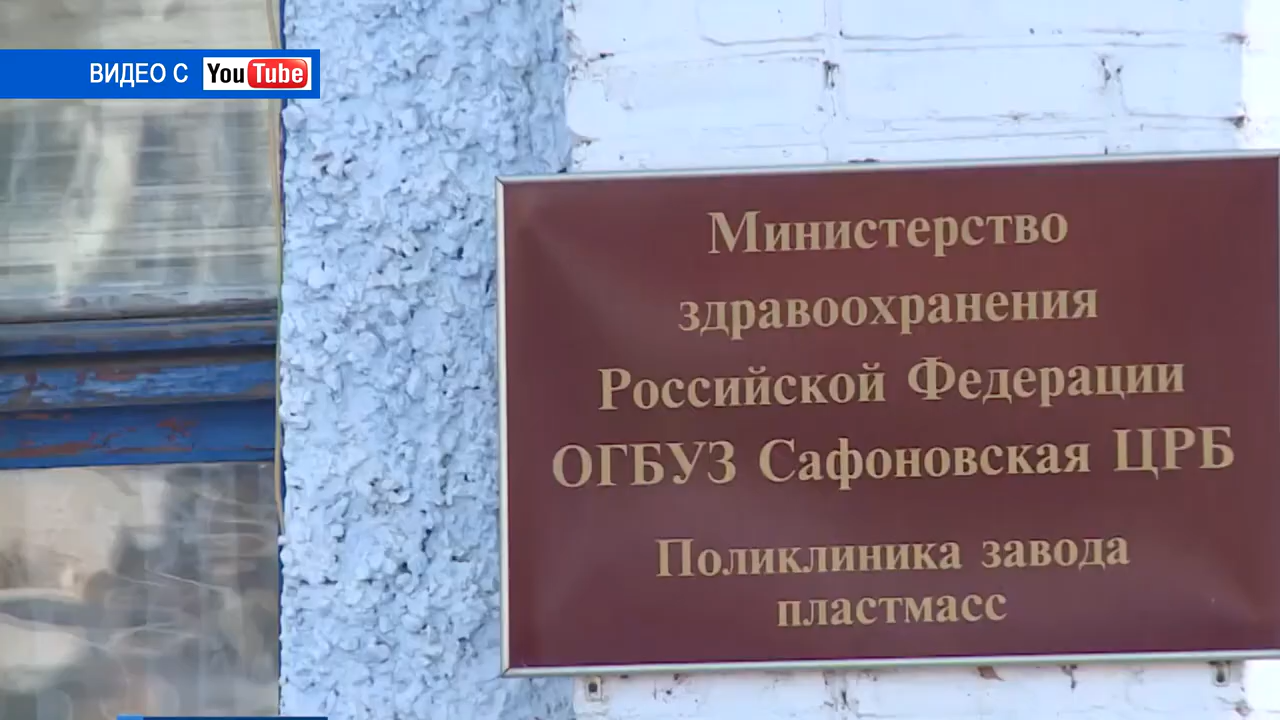 ВИДЕО С YouTube
Министерство
здравоохранения
Российской Федерации
ОГБУЗ Сафоновская ЦРБ
Поликлиника завода
пластмасс